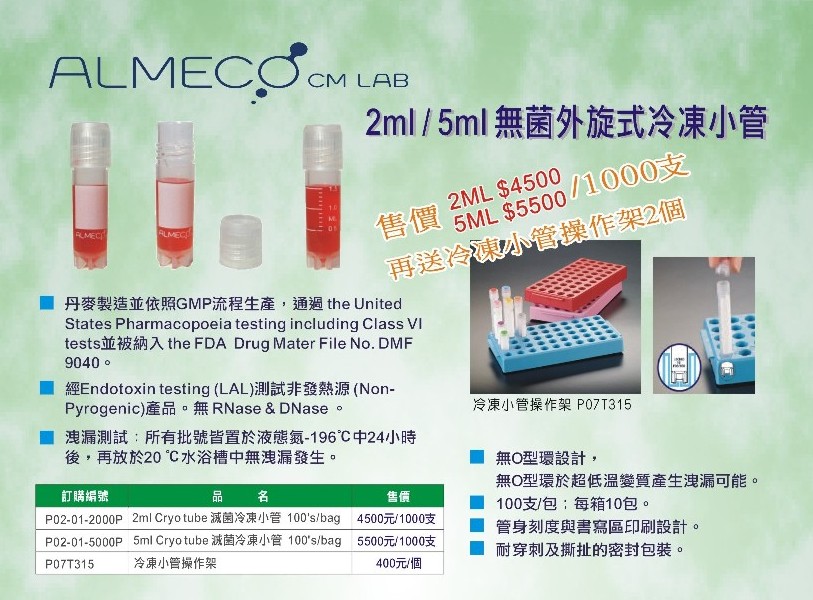 ALMECO CM LAB
2ml / 5ml 無菌外旋式冷凍小管
售價 2ML $4500 /1000支
5ML $5500
再送冷凍小管操作架2個
ALMECO
ALMEC
1.0
ML
0.5
丹麥製造並依照GMP流程生產,通過 the United
States Pharmacopoeia testing including Class VI
tests並被納入 the FDA Drug Mater File No. DMF
9040。
經Endotoxin testing (LAL)測試非發熱源 (Non-
Pyrogenic)產品。無 RNase & DNase 。
洩漏測試:所有批號皆置於液態氮-196℃中24小時
後,再放於20 ℃水浴槽中無洩漏發生。
冷凍小管操作架 P07T315
無O型環設計,
無O型環於超低溫變質產生洩漏可能。
100支/包;每箱10包。
管身刻度與書寫區印刷設計。
耐穿刺及撕扯的密封包裝。
訂購編號 品 名 售價
P02-01-2000P 2ml Cryo tube 滅菌冷凍小管 100's/bag 4500元/1000支
P02-01-5000P 5ml Cryo tube 滅菌冷凍小管 100's/bag 5500元/1000支
P07T315 冷凍小管操作架 400元/個